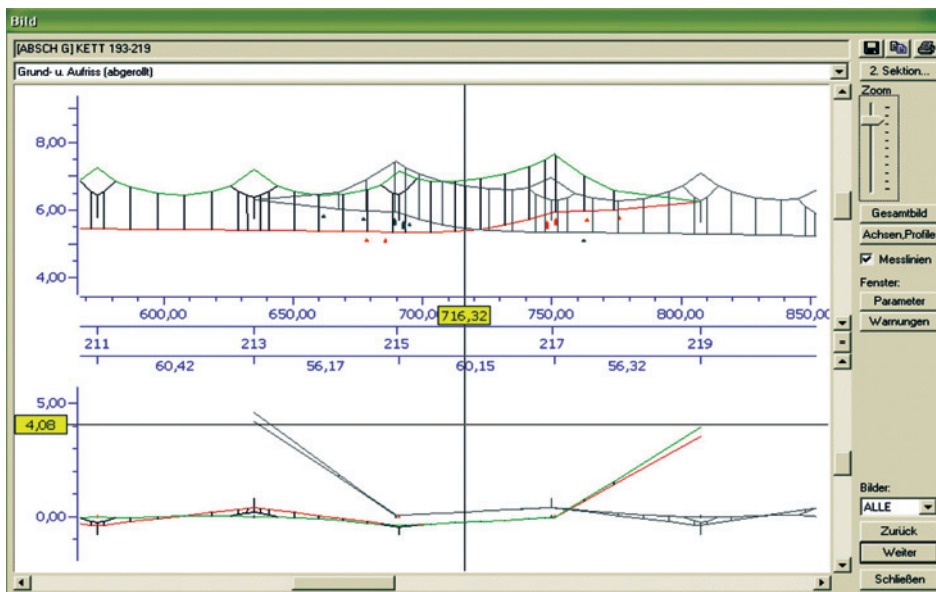 Bild
[ABSCH G] KETT 193-219
Grund- u. Aufriss (abgerollt)
2. Sektion...
Zoom
8,00
6,00
4,00
Gesamtbild
Achsen,Profile
Messlinien
Fenster:
Parameter
Warnungen
600,00 650,00 700,0 716,32 750,00 800,00 850,0
211 213 215 217 219
=
60,42 56,17 60,15 56,32
5,00
4,08
0,00
Bilder:
ALLE
Zurück
Weiter
Schließen